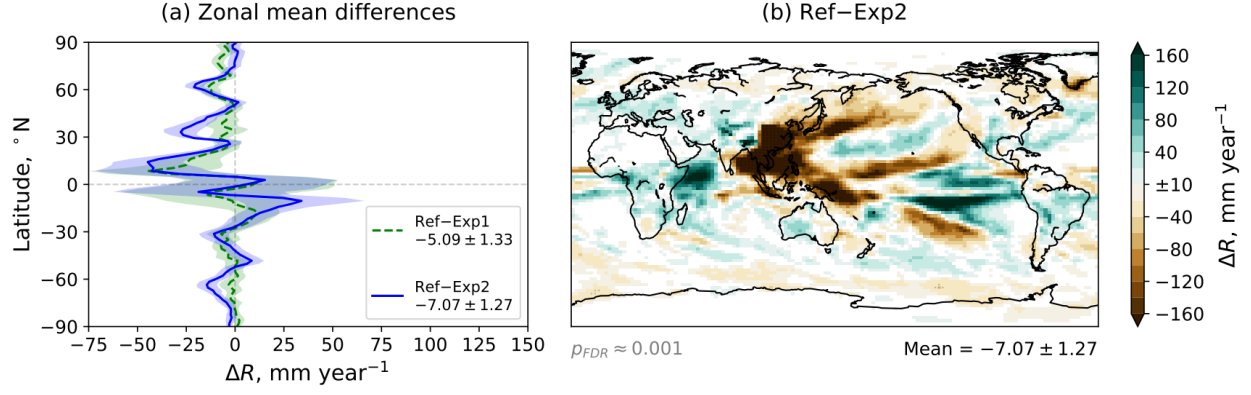 (a) Zonal mean differences
Latitude, ° N
90
60
30
0
−30
−60
−90
−75 −50 −25 0 25 50 75 100 125 150
ΔR, mm year⁻¹
Ref−Exp1
−5.09 ± 1.33
Ref−Exp2
−7.07 ± 1.27
(b) Ref−Exp2
p_FDR ≈ 0.001
Mean = −7.07 ± 1.27
160
120
80
40
±10
−40
−80
−120
−160
ΔR, mm year⁻¹